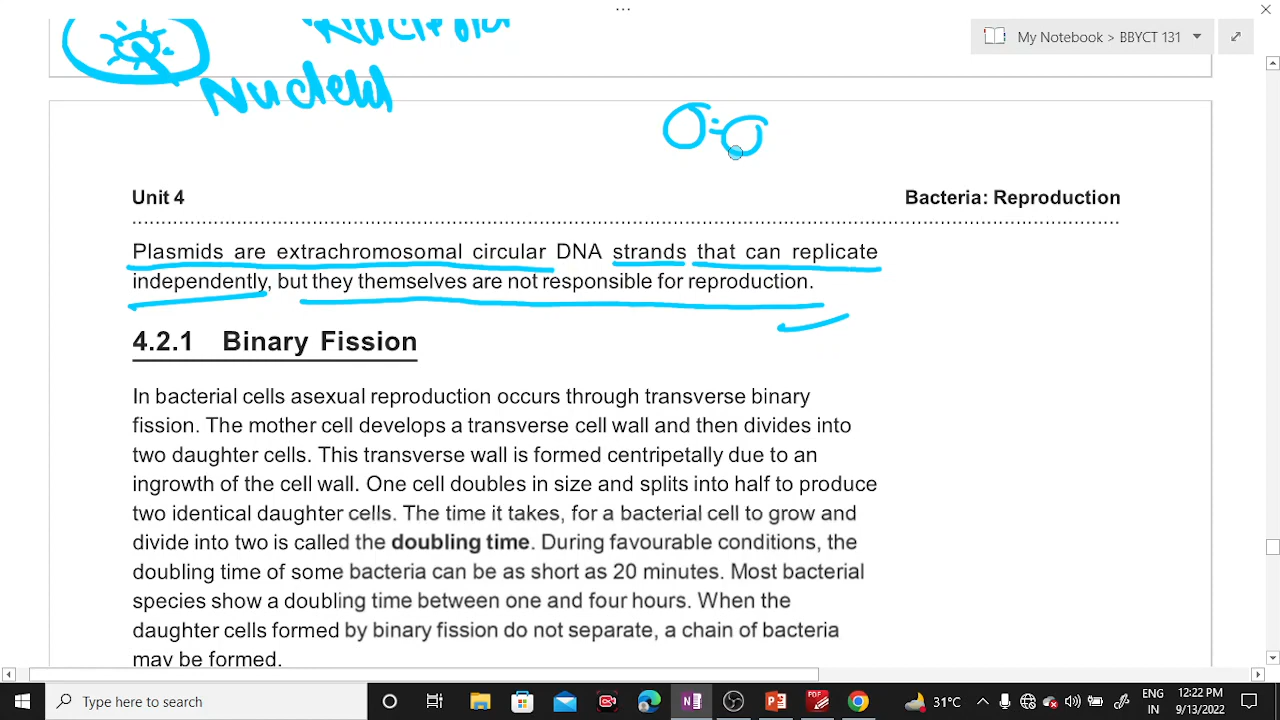 ...
My Notebook > BBYCT 131
Unit 4
Bacteria: Reproduction
Plasmids are extrachromosomal circular DNA strands that can replicate
independently, but they themselves are not responsible for reproduction.
4.2.1 Binary Fission
In bacterial cells asexual reproduction occurs through transverse binary
fission. The mother cell develops a transverse cell wall and then divides into
two daughter cells. This transverse wall is formed centripetally due to an
ingrowth of the cell wall. One cell doubles in size and splits into half to produce
two identical daughter cells. The time it takes, for a bacterial cell to grow and
divide into two is called the doubling time. During favourable conditions, the
doubling time of some bacteria can be as short as 20 minutes. Most bacterial
species show a doubling time between one and four hours. When the
daughter cells formed by binary fission do not separate, a chain of bacteria
may be formed.
Type here to search
31°C
ENG
IN
12:22 PM
9/13/2022